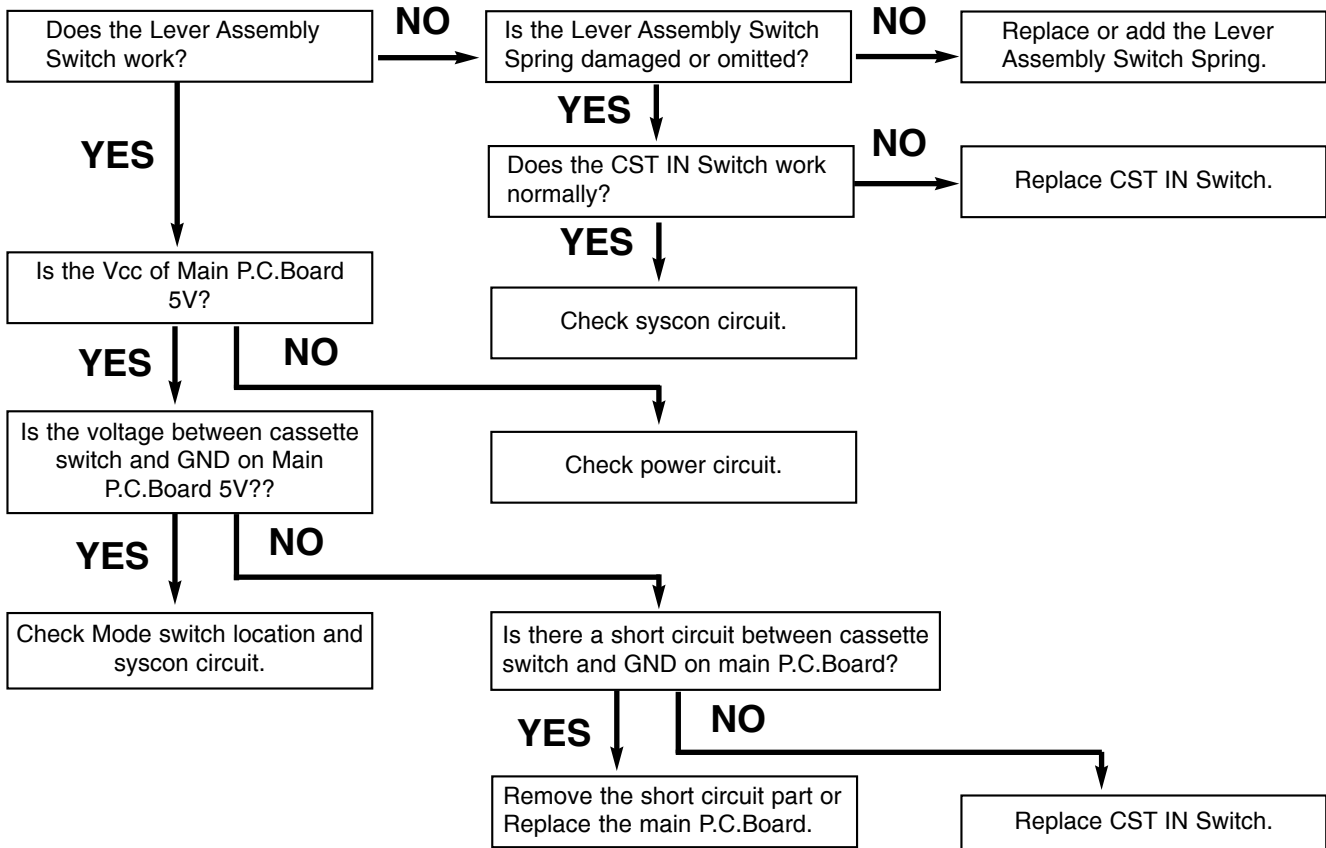 Does the Lever Assembly
Switch work?
NO
Is the Lever Assembly Switch
Spring damaged or omitted?
NO
Replace or add the Lever
Assembly Switch Spring.
YES
YES
Does the CST IN Switch work
normally?
NO
Replace CST IN Switch.
YES
Is the Vcc of Main P.C.Board
5V?
Check syscon circuit.
YES
NO
Is the voltage between cassette
switch and GND on Main
P.C.Board 5V??
Check power circuit.
YES
NO
Check Mode switch location and
syscon circuit.
Is there a short circuit between cassette
switch and GND on main P.C.Board?
YES
NO
Remove the short circuit part or
Replace the main P.C.Board.
Replace CST IN Switch.